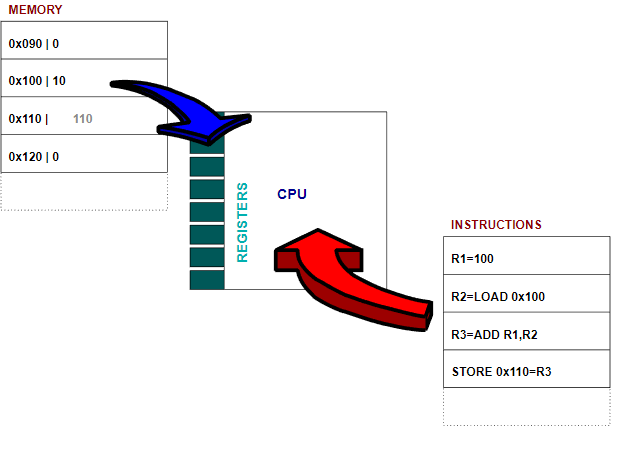 MEMORY
0x090 | 0
0x100 | 10
0x110 | 110
0x120 | 0
REGISTERS
CPU
INSTRUCTIONS
R1=100
R2=LOAD 0x100
R3=ADD R1,R2
STORE 0x110=R3